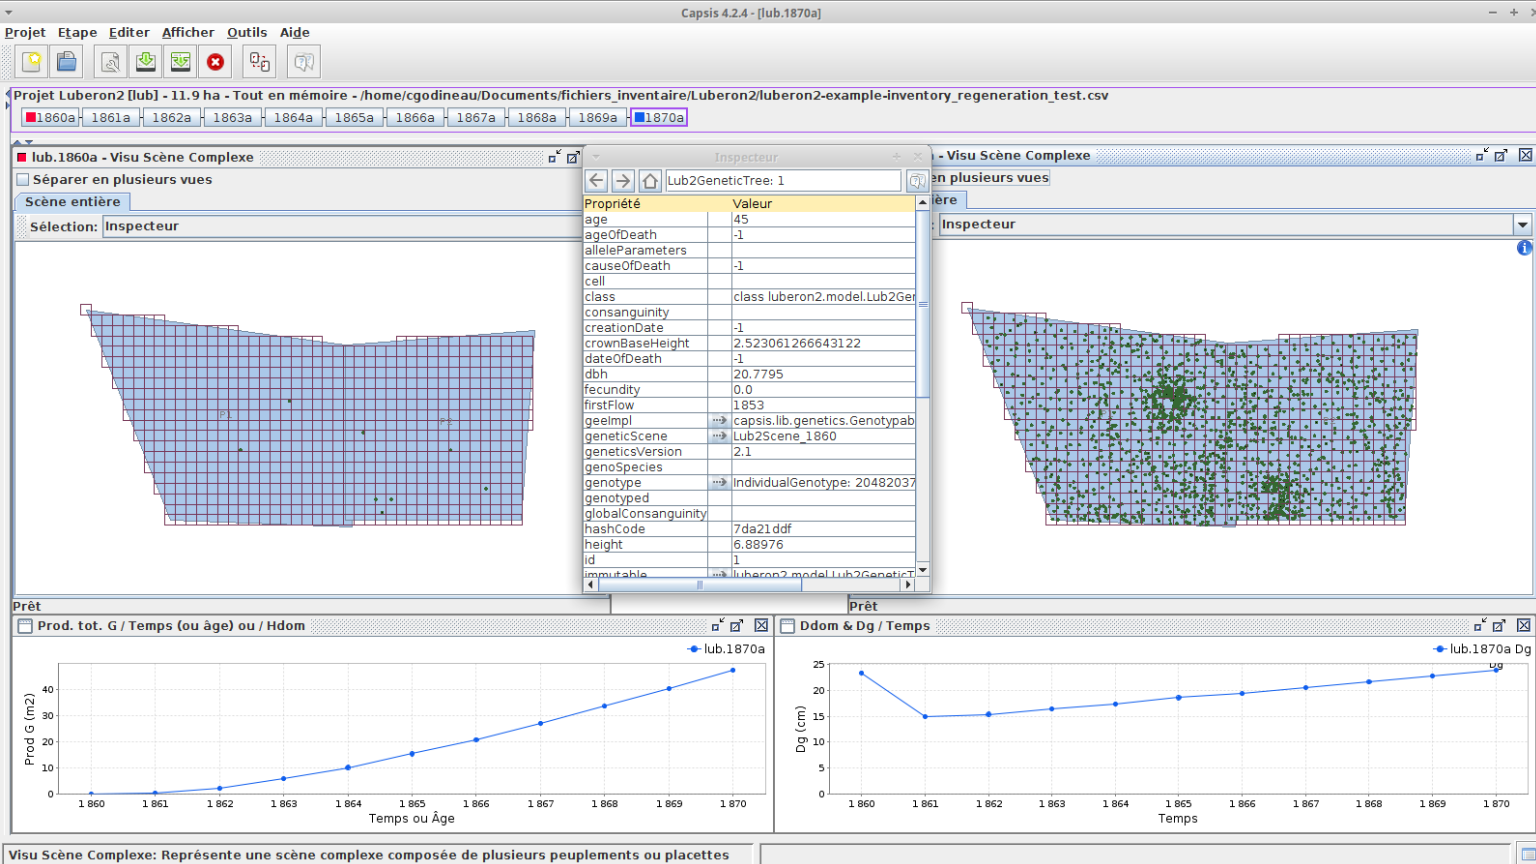 Capsis 4.2.4 - [lub.1870a]
Projet Etape Editer Afficher Outils Aide
Projet Luberon2 [lub] - 11.9 ha - Tout en mémoire - /home/cgodineau/Documents/fichiers_inventaire/Luberon2/luberon2-example-inventory_regeneration_test.csv
1860a 1861a 1862a 1863a 1864a 1865a 1866a 1867a 1868a 1869a 1870a
lub.1860a - Visu Scène Complexe
Séparer en plusieurs vues
Scène entière
Sélection: Inspecteur
P1
Prêt
Inspecteur
Lub2GeneticTree: 1
Propriété Valeur
age 45
ageOfDeath -1
alleleParameters
causeOfDeath -1
cell
class class luberon2.model.Lub2Ger
consanguinity
creationDate -1
crownBaseHeight 2.523061266643122
dateOfDeath -1
dbh 20.7795
fecundity 0.0
firstFlow 1853
geeImpl capsis.lib.genetics.Genotypab
geneticScene Lub2Scene_1860
geneticsVersion 2.1
genoSpecies
genotype IndividualGenotype: 20482037
genotyped
globalConsanguinity
hashCode 7da21ddf
height 6.88976
id 1
immutable luberon2.model.Lub2GeneticT
- Visu Scène Complexe
en plusieurs vues
ère
: Inspecteur
Prêt
Prod. tot. G / Temps (ou âge) ou / Hdom
lub.1870a
Prod G (m2)
40
30
20
10
0
1 860 1 861 1 862 1 863 1 864 1 865 1 866 1 867 1 868 1 869 1 870
Temps ou Âge
Ddom & Dg / Temps
lub.1870a Dg
Dg
Dg (cm)
25
20
15
10
5
0
1 860 1 861 1 862 1 863 1 864 1 865 1 866 1 867 1 868 1 869 1 870
Temps
Visu Scène Complexe: Représente une scène complexe composée de plusieurs peuplements ou placettes